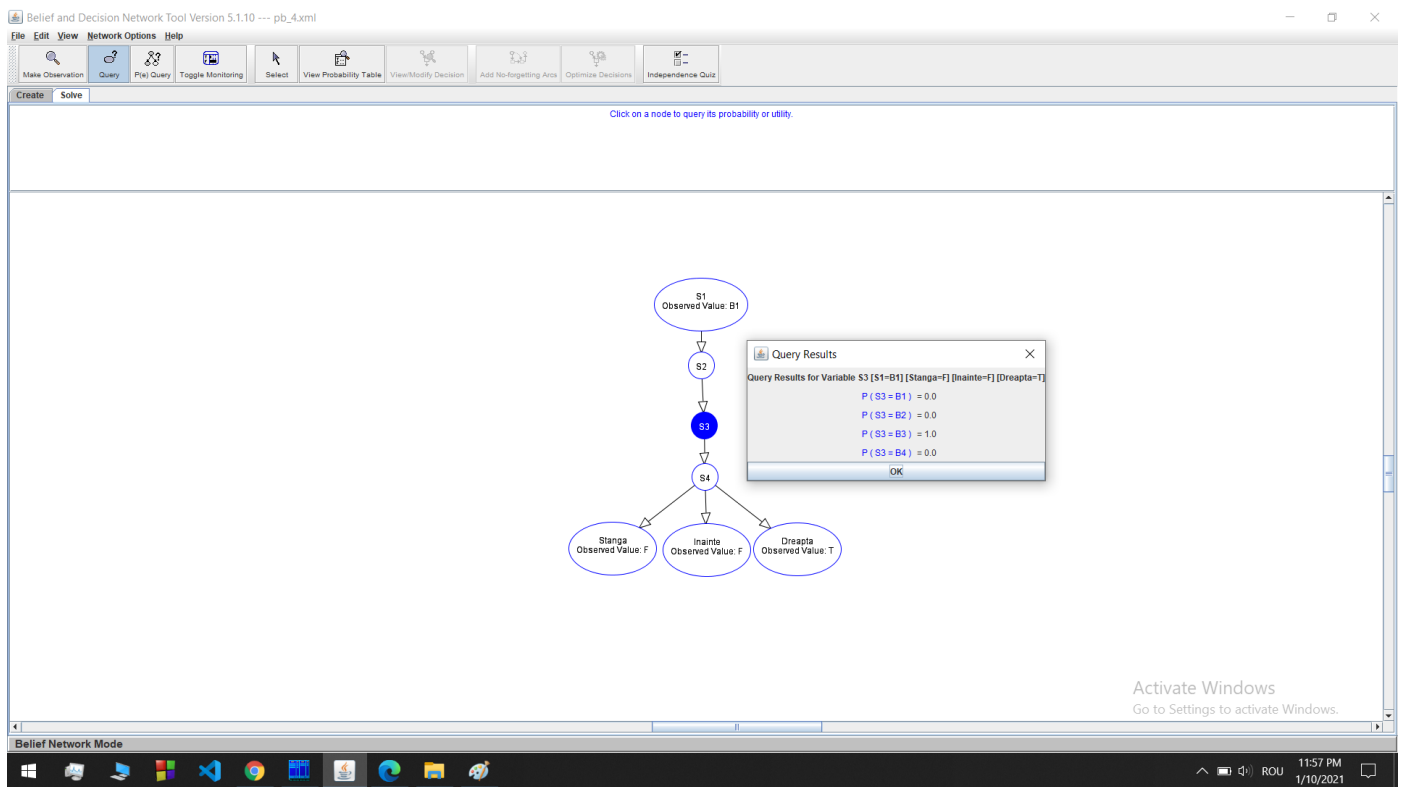 Belief and Decision Network Tool Version 5.1.10 --- pb_4.xml
File Edit View Network Options Help
Make Observation Query P(e) Query Toggle Monitoring Select View Probability Table View/Modify Decision Add No-forgetting Arcs Optimize Decisions Independence Quiz
Create Solve
Click on a node to query its probability or utility.
S1
Observed Value: B1
S2
S3
S4
Stanga
Observed Value: F
Inainte
Observed Value: F
Dreapta
Observed Value: T
Query Results
Query Results for Variable S3 [S1=B1] [Stanga=F] [Inainte=F] [Dreapta=T]
P ( S3 = B1 ) = 0.0
P ( S3 = B2 ) = 0.0
P ( S3 = B3 ) = 1.0
P ( S3 = B4 ) = 0.0
OK
Activate Windows
Go to Settings to activate Windows.
Belief Network Mode
ROU
11:57 PM
1/10/2021